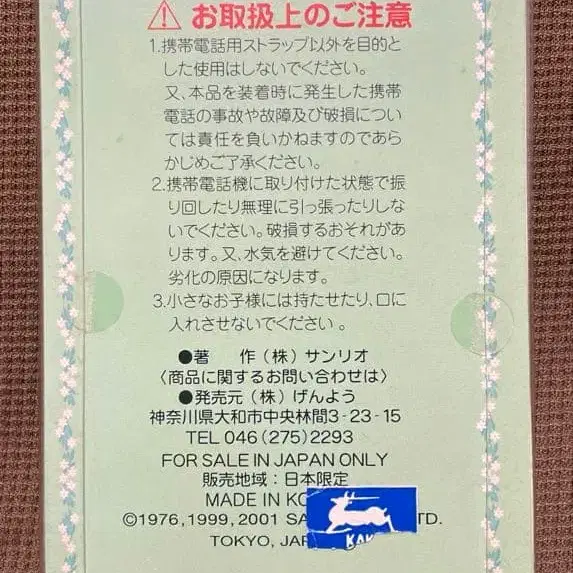 お取扱上のご注意
1.携帯電話用ストラップ以外を目的と
した使用はしないでください。
又、本品を装着時に発生した携帯
電話の事故や故障及び破損につい
ては責任を負いかねますのであら
かじめご了承ください。
2.携帯電話機に取り付けた状態で振
り回したり無理に引っ張ったりしな
いでください。破損するおそれがあ
ります。又、水気を避けてください。
劣化の原因になります。
3.小さなお子様には持たせたり、口に
入れさせないでください。
●著 作(株)サンリオ
〈商品に関するお問い合わせは〉
●発売元(株)げんよう
神奈川県大和市中央林間3-23-15
TEL 046(275)2293
FOR SALE IN JAPAN ONLY
販売地域:日本限定
MADE IN
©1976,1999,2001 TD.
TOKYO,